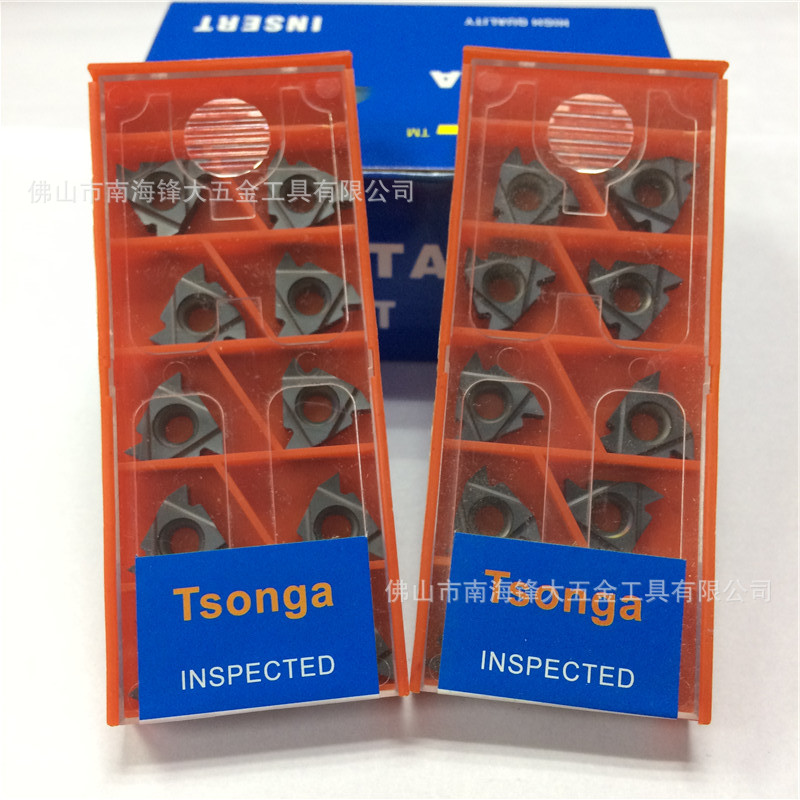 INSERT
HIGH QUALITY
A
TM
佛山市南海锋大五金工具有限公司
TA
T
Tsonga
INSPECTED
佛山市南海锋大五金工具有限公司
Tsonga
INSPECTED